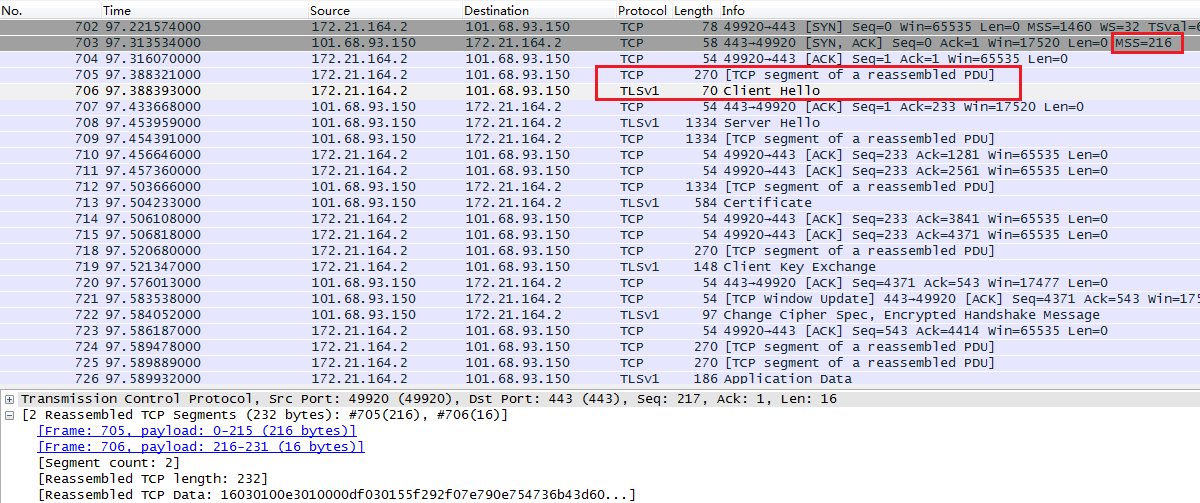 No. Time Source Destination Protocol Length Info
702 97.221574000 172.21.164.2 101.68.93.150 TCP 78 49920→443 [SYN] Seq=0 Win=65535 Len=0 MSS=1460 WS=32 TSval=6
703 97.313534000 101.68.93.150 172.21.164.2 TCP 58 443→49920 [SYN, ACK] Seq=0 Ack=1 Win=17520 Len=0 MSS=216
704 97.316070000 172.21.164.2 101.68.93.150 TCP 54 49920→443 [ACK] Seq=1 Ack=1 Win=65535 Len=0
705 97.388321000 172.21.164.2 101.68.93.150 TCP 270 [TCP segment of a reassembled PDU]
706 97.388393000 172.21.164.2 101.68.93.150 TLSv1 70 Client Hello
707 97.433668000 101.68.93.150 172.21.164.2 TCP 54 443→49920 [ACK] Seq=1 Ack=233 Win=17520 Len=0
708 97.453959000 101.68.93.150 172.21.164.2 TLSv1 1334 Server Hello
709 97.454391000 101.68.93.150 172.21.164.2 TCP 1334 [TCP segment of a reassembled PDU]
710 97.456646000 172.21.164.2 101.68.93.150 TCP 54 49920→443 [ACK] Seq=233 Ack=1281 Win=65535 Len=0
711 97.457360000 172.21.164.2 101.68.93.150 TCP 54 49920→443 [ACK] Seq=233 Ack=2561 Win=65535 Len=0
712 97.503666000 101.68.93.150 172.21.164.2 TCP 1334 [TCP segment of a reassembled PDU]
713 97.504233000 101.68.93.150 172.21.164.2 TLSv1 584 Certificate
714 97.506108000 172.21.164.2 101.68.93.150 TCP 54 49920→443 [ACK] Seq=233 Ack=3841 Win=65535 Len=0
715 97.506818000 172.21.164.2 101.68.93.150 TCP 54 49920→443 [ACK] Seq=233 Ack=4371 Win=65535 Len=0
718 97.520680000 172.21.164.2 101.68.93.150 TCP 270 [TCP segment of a reassembled PDU]
719 97.521347000 172.21.164.2 101.68.93.150 TLSv1 148 Client Key Exchange
720 97.576013000 101.68.93.150 172.21.164.2 TCP 54 443→49920 [ACK] Seq=4371 Ack=543 Win=17477 Len=0
721 97.583538000 101.68.93.150 172.21.164.2 TCP 54 [TCP Window Update] 443→49920 [ACK] Seq=4371 Ack=543 Win=175
722 97.584052000 101.68.93.150 172.21.164.2 TLSv1 97 Change Cipher Spec, Encrypted Handshake Message
723 97.586187000 172.21.164.2 101.68.93.150 TCP 54 49920→443 [ACK] Seq=543 Ack=4414 Win=65535 Len=0
724 97.589478000 172.21.164.2 101.68.93.150 TCP 270 [TCP segment of a reassembled PDU]
725 97.589889000 172.21.164.2 101.68.93.150 TCP 270 [TCP segment of a reassembled PDU]
726 97.589932000 172.21.164.2 101.68.93.150 TLSv1 186 Application Data
Transmission Control Protocol, Src Port: 49920 (49920), Dst Port: 443 (443), Seq: 217, Ack: 1, Len: 16
[2 Reassembled TCP Segments (232 bytes): #705(216), #706(16)]
[Frame: 705, payload: 0-215 (216 bytes)]
[Frame: 706, payload: 216-231 (16 bytes)]
[Segment count: 2]
[Reassembled TCP length: 232]
[Reassembled TCP Data: 16030100e3010000df030155f292f07e790e754736b43d60...]